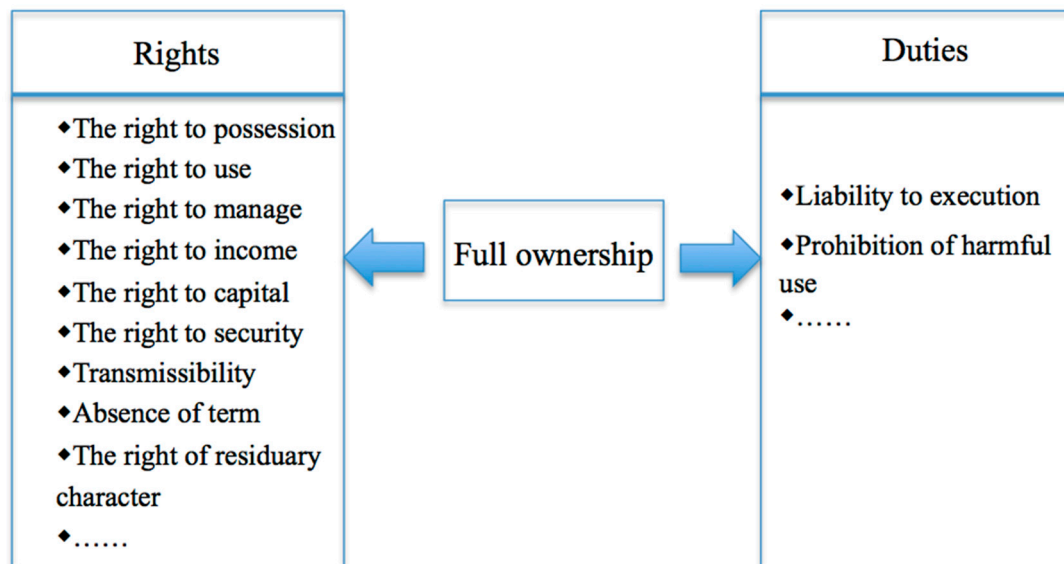 Rights
◆The right to possession
◆The right to use
◆The right to manage
◆The right to income
◆The right to capital
◆The right to security
◆Transmissibility
◆Absence of term
◆The right of residuary
character
◆……
Full ownership
Duties
◆Liability to execution
◆Prohibition of harmful
use
◆……